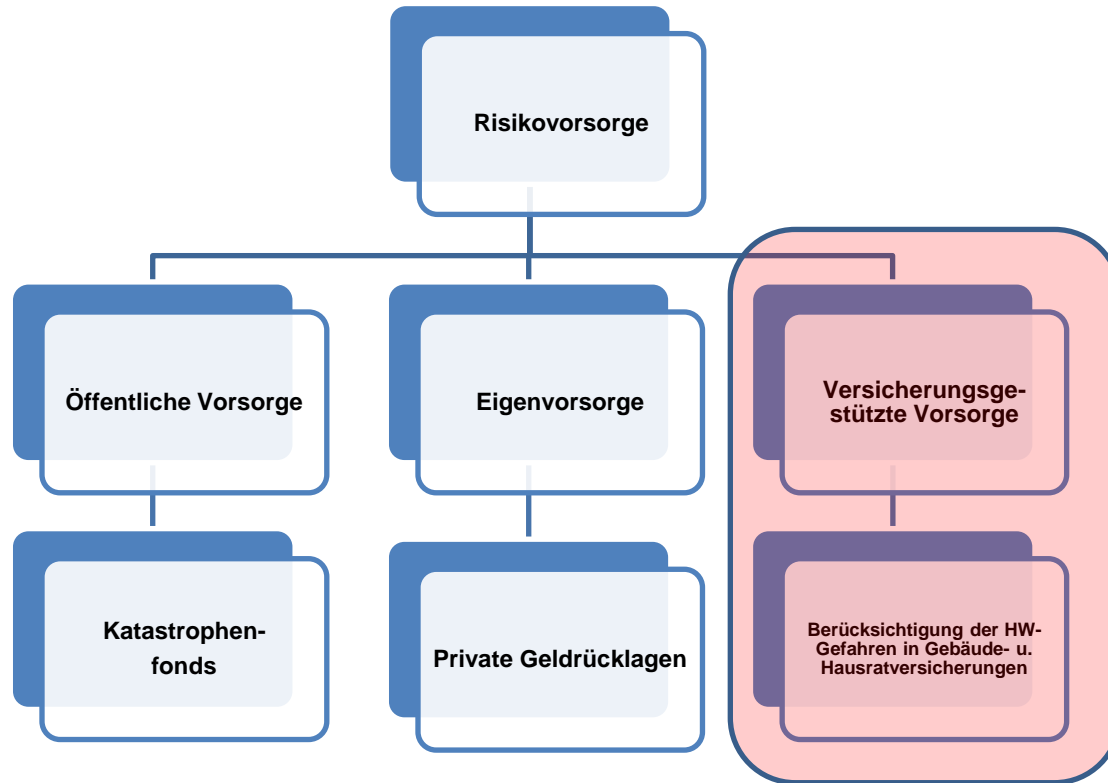 Risikovorsorge
Öffentliche Vorsorge
Eigenvorsorge
Versicherungsge-
stützte Vorsorge
Katastrophen-
fonds
Private Geldrücklagen
Berücksichtigung der HW-
Gefahren in Gebäude- u.
Hausratversicherungen